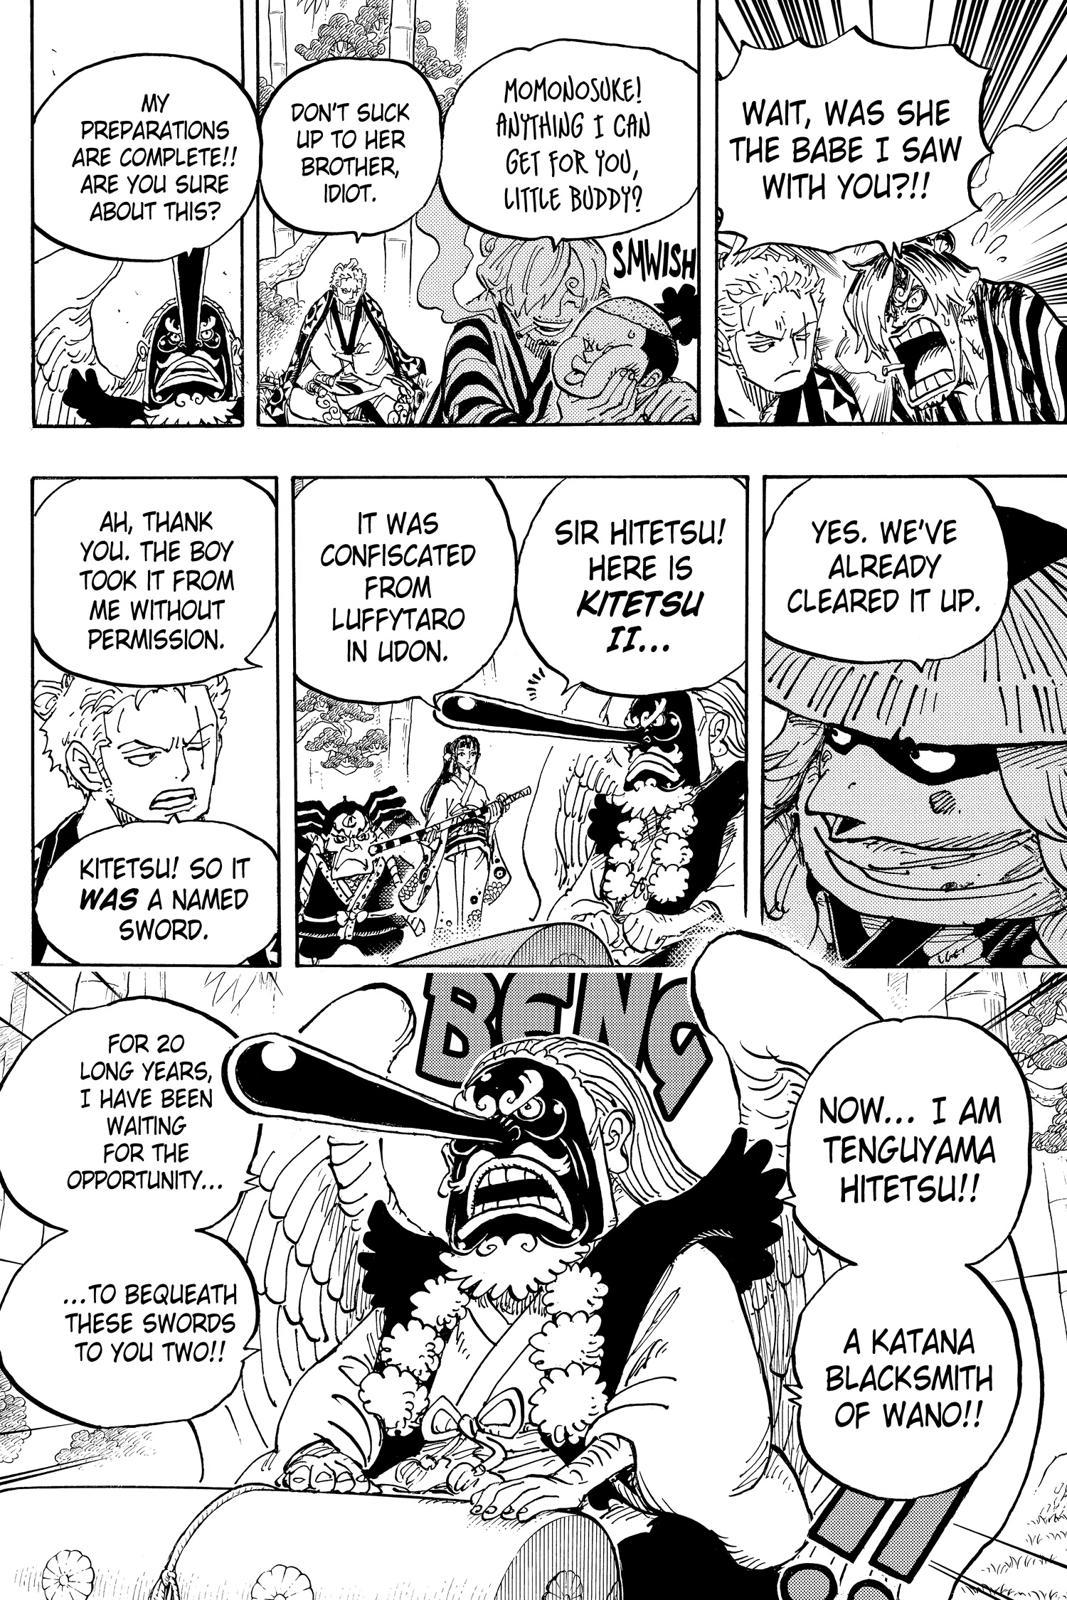 WAIT, WAS SHE
THE BABE I SAW
WITH YOU?!!
MOMONOSUKE!
ANYTHING I CAN
GET FOR YOU,
LITTLE BUDDY?
SMWISH
DON'T SUCK
UP TO HER
BROTHER,
IDIOT.
MY
PREPARATIONS
ARE COMPLETE!!
ARE YOU SURE
ABOUT THIS?
YES. WE'VE
ALREADY
CLEARED IT UP.
SIR HITETSU!
HERE IS
KITETSU
II...
IT WAS
CONFISCATED
FROM
LUFFYTARO
IN UDON.
AH, THANK
YOU. THE BOY
TOOK IT FROM
ME WITHOUT
PERMISSION.
KITETSU! SO IT
WAS A NAMED
SWORD.
BENG!!
NOW... I AM
TENGUYAMA
HITETSU!!
A KATANA
BLACKSMITH
OF WANO!!
FOR 20
LONG YEARS,
I HAVE BEEN
WAITING
FOR THE
OPPORTUNITY...
...TO BEQUEATH
THESE SWORDS
TO YOU TWO!!